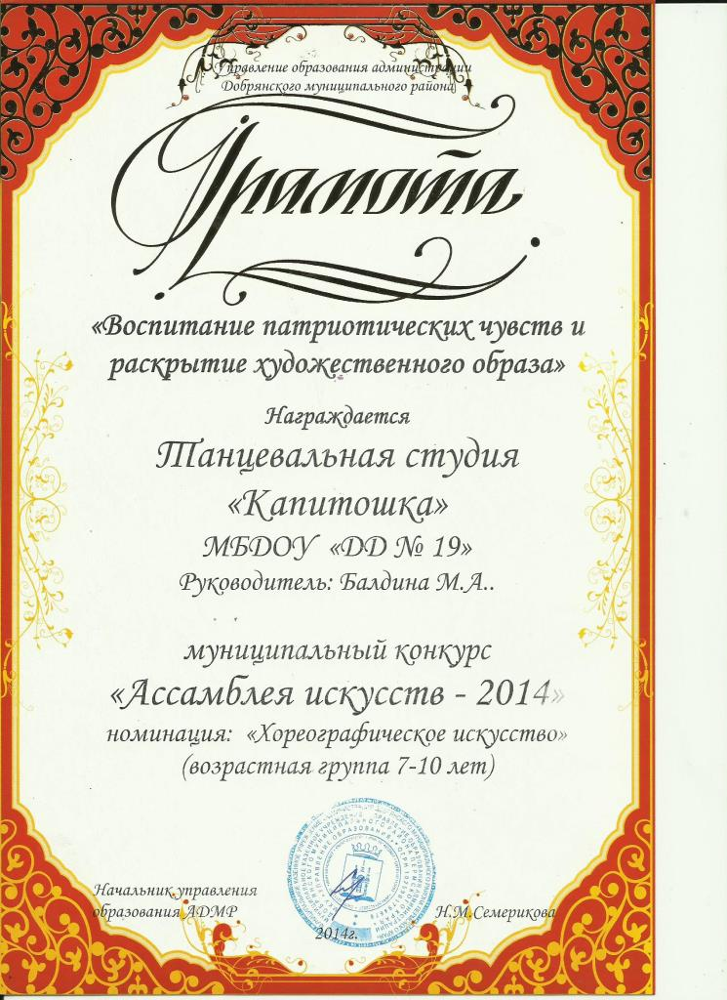 Управление образования администрации
Добрянского муниципального района
Грамота
«Воспитание патриотических чувств и
раскрытие художественного образа»
Награждается
Танцевальная студия
«Капитошка»
МБДОУ «DД № 19»
Руководитель: Балдина М.А..
муниципальный конкурс
«Ассамблея искусств - 2014»
номинация: «Хореографическое искусство»
(возрастная группа 7-10 лет)
Начальник управления
образования АДМР
Н.М.Семерикова
2014г.